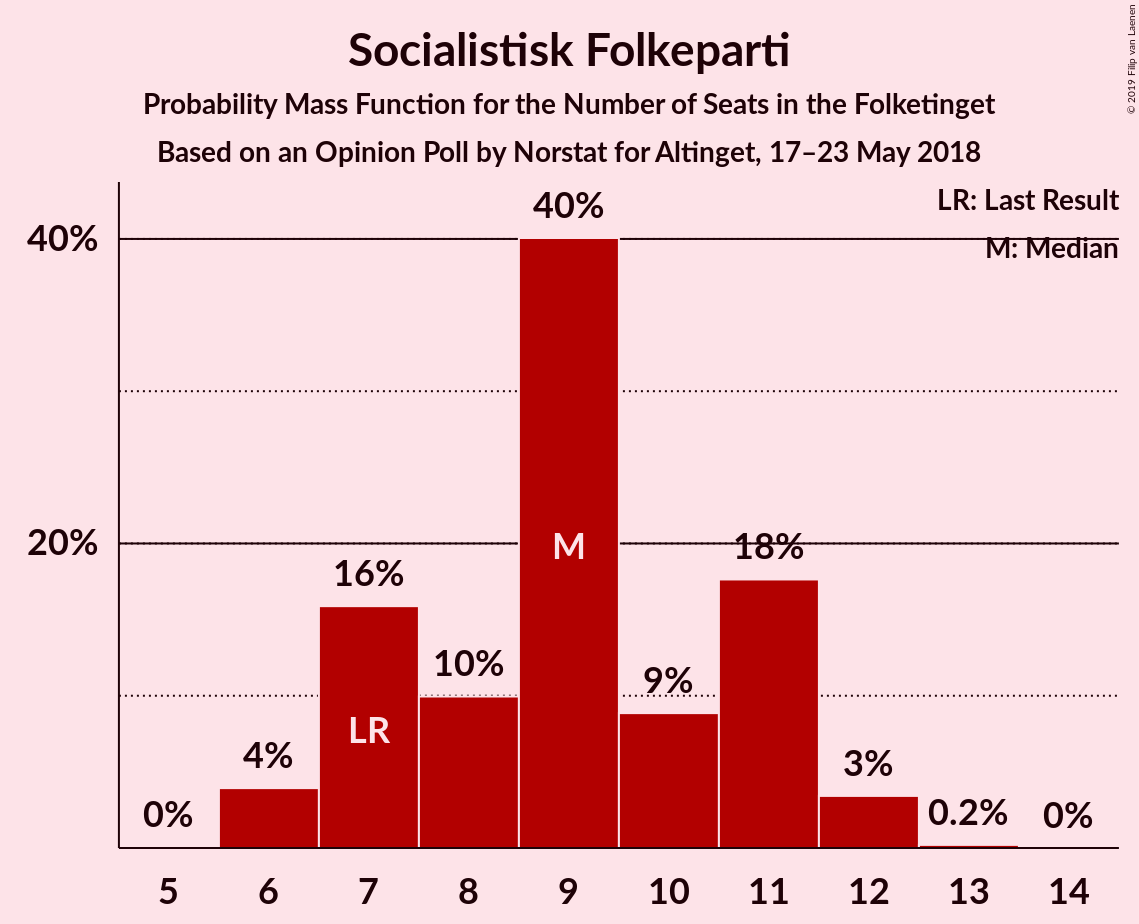 Socialistisk Folkeparti
Probability Mass Function for the Number of Seats in the Folketinget
Based on an Opinion Poll by Norstat for Altinget, 17–23 May 2018
© 2019 Filip van Laenen
LR: Last Result
M: Median
40%
20%
0%
4%
16%
10%
40%
9%
18%
3%
0.2%
0%
LR
M
5 6 7 8 9 10 11 12 13 14